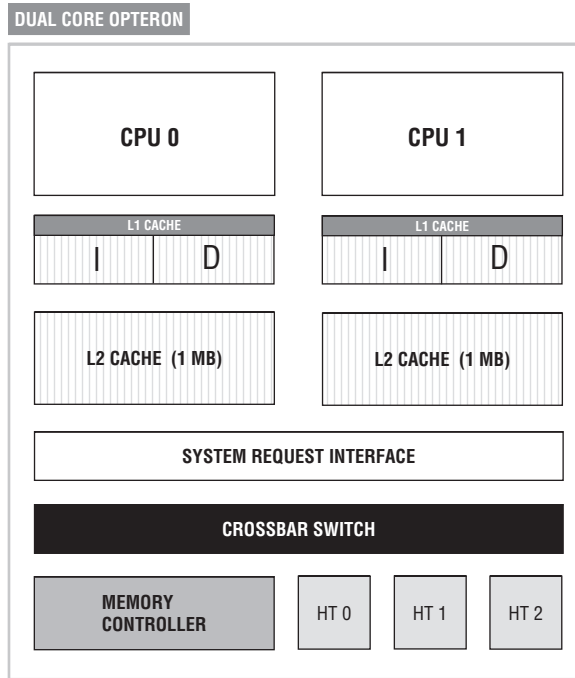 DUAL CORE OPTERON
CPU 0
CPU 1
L1 CACHE
L1 CACHE
I
D
I
D
L2 CACHE (1 MB)
L2 CACHE (1 MB)
SYSTEM REQUEST INTERFACE
CROSSBAR SWITCH
MEMORY
CONTROLLER
HT 0
HT 1
HT 2